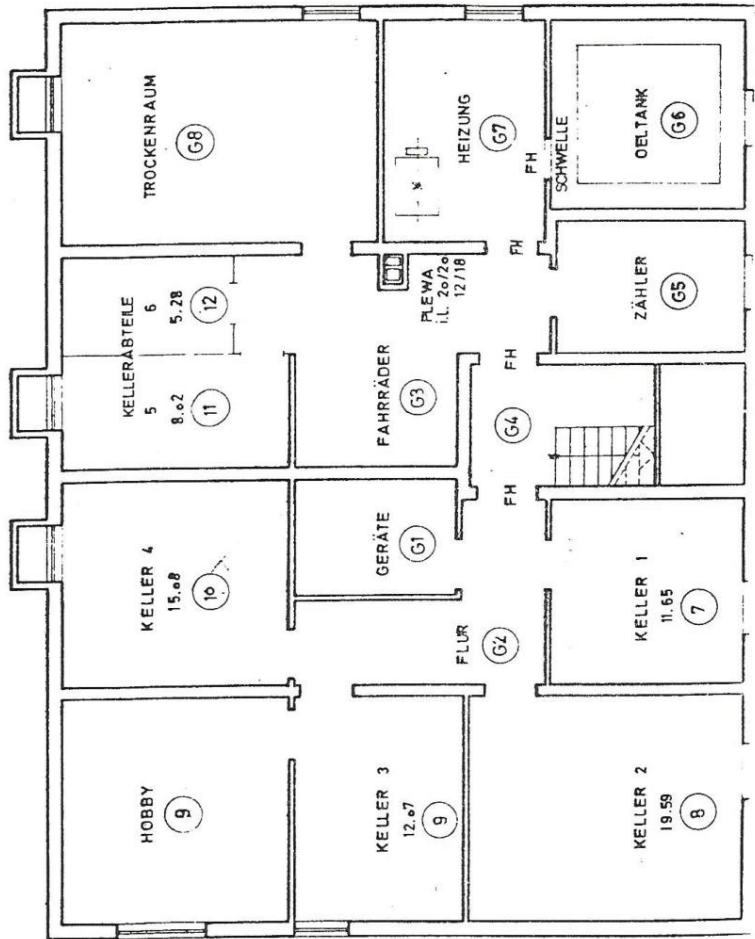 HOBBY
9
KELLER 4
15.08
10
KELLERABTEILE
5 6
8.02 5.28
11 12
TROCKENRAUM
G8
KELLER 3
12.07
9
GERÄTE
G1
FAHRRÄDER
G3
PLEWA
i.L. 20/20
12/18
HEIZUNG
G7
FLUR
G2
FH
G4
FH
FH
FH
SCHWELLE
KELLER 2
19.59
8
KELLER 1
11.65
7
ZÄHLER
G5
OELTANK
G6